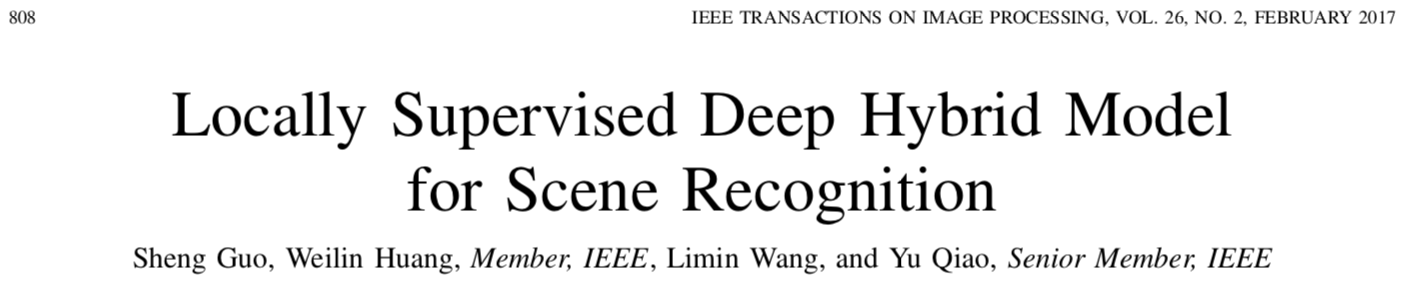 808 IEEE TRANSACTIONS ON IMAGE PROCESSING, VOL. 26, NO. 2, FEBRUARY 2017
Locally Supervised Deep Hybrid Model
for Scene Recognition
Sheng Guo, Weilin Huang, Member, IEEE, Limin Wang, and Yu Qiao, Senior Member, IEEE